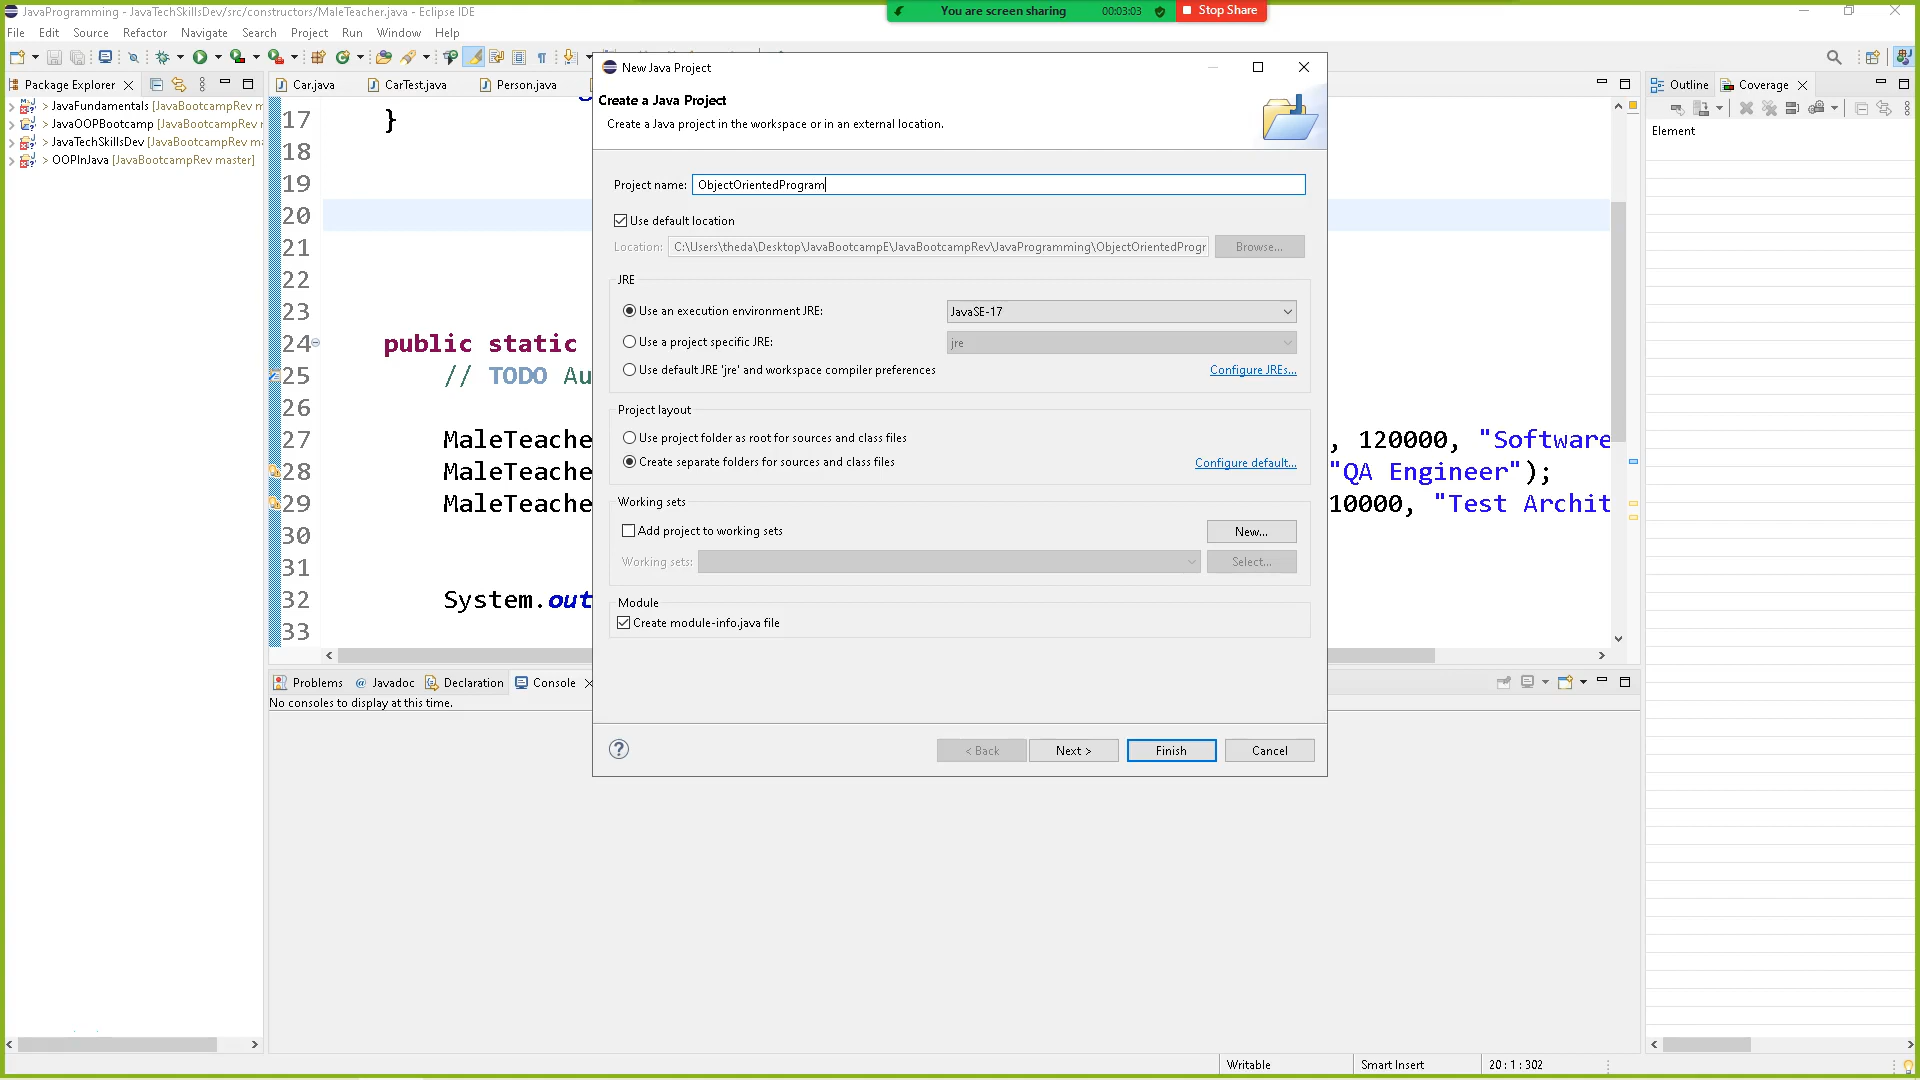 JavaProgramming - JavaTechSkillsDev/src/constructors/MaleTeacher.java - Eclipse IDE
You are screen sharing 00:03:03 Stop Share
File Edit Source Refactor Navigate Search Project Run Window Help
Package Explorer
Car.java CarTest.java Person.java
Outline Coverage
> JavaFundamentals [JavaBootcampRev m
> JavaOOPBootcamp [JavaBootcampRev
> JavaTechSkillsDev [JavaBootcampRev ma
> OOPInJava [JavaBootcampRev master]
Element
17 }
18
19
20
21
22
23
24 public static
25 // TODO Au
26
27 MaleTeache , 120000, "Software
28 MaleTeache "QA Engineer");
29 MaleTeache 10000, "Test Archit
30
31
32 System.out
33
New Java Project
Create a Java Project
Create a Java project in the workspace or in an external location.
Project name: ObjectOrientedProgram
Use default location
Location: C:\Users\theda\Desktop\JavaBootcampE\JavaBootcampRev\JavaProgramming\ObjectOrientedProgr Browse...
JRE
Use an execution environment JRE: JavaSE-17
Use a project specific JRE: jre
Use default JRE 'jre' and workspace compiler preferences Configure JREs...
Project layout
Use project folder as root for sources and class files
Create separate folders for sources and class files Configure default...
Working sets
Add project to working sets New...
Working sets: Select...
Module
Create module-info.java file
? < Back Next > Finish Cancel
Problems @ Javadoc Declaration Console
No consoles to display at this time.
Writable Smart Insert 20 : 1 : 302